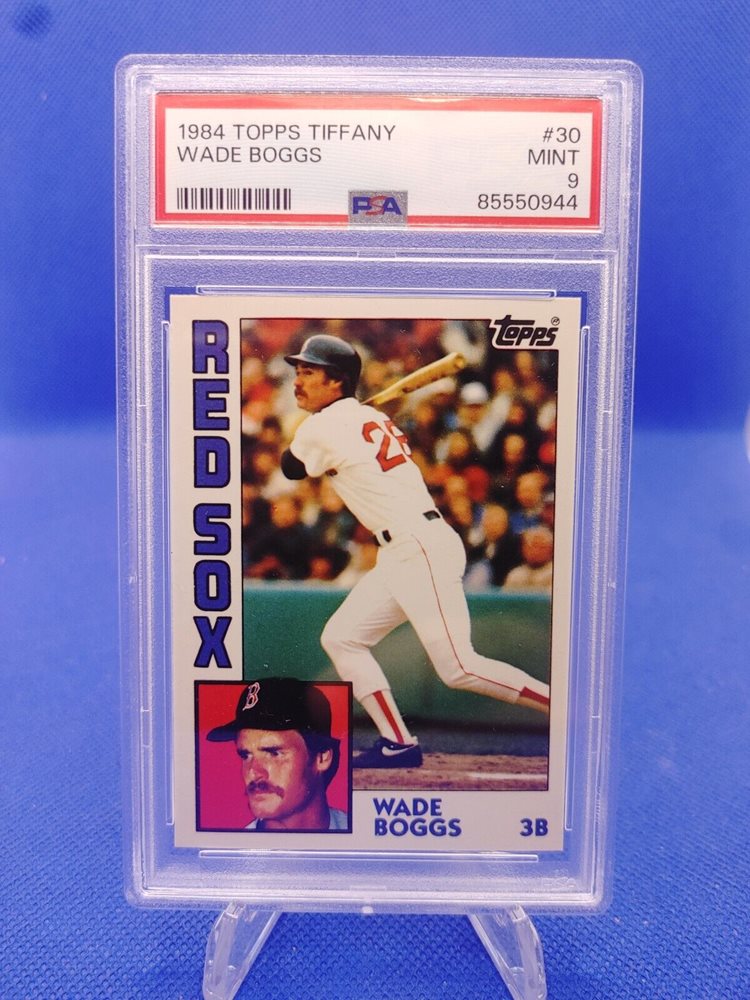 1984 TOPPS TIFFANY #30
WADE BOGGS MINT
9
PSA 85550944
topps
RED SOX
26
B
WADE
BOGGS 3B